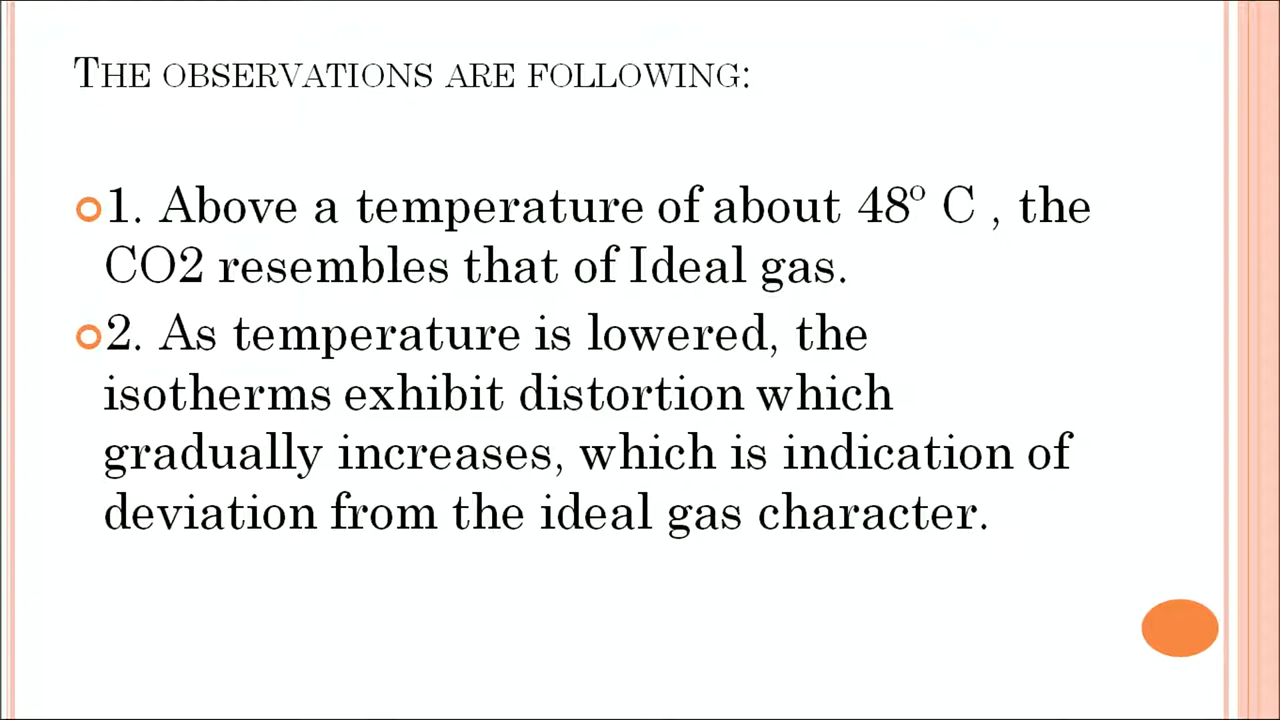 THE OBSERVATIONS ARE FOLLOWING:
1. Above a temperature of about 48º C , the
CO2 resembles that of Ideal gas.
2. As temperature is lowered, the
isotherms exhibit distortion which
gradually increases, which is indication of
deviation from the ideal gas character.